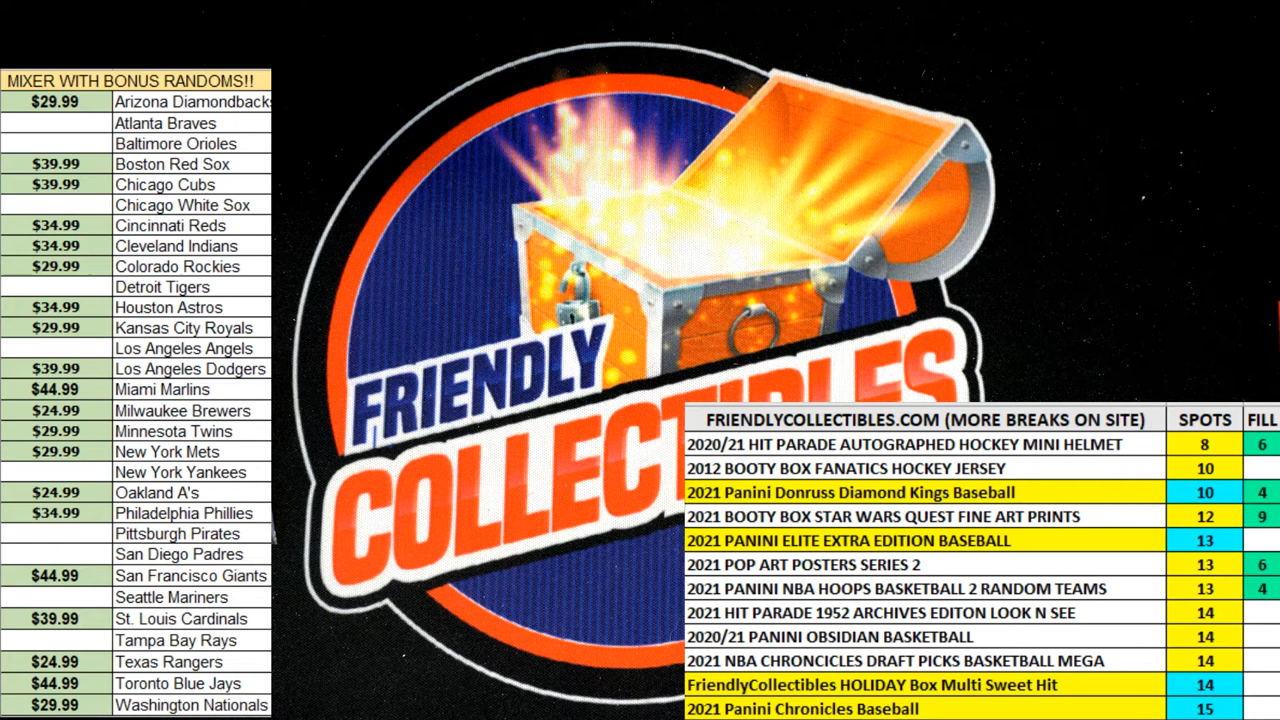 MIXER WITH BONUS RANDOMS!!
$29.99 Arizona Diamondbacks
Atlanta Braves
Baltimore Orioles
$39.99 Boston Red Sox
$39.99 Chicago Cubs
Chicago White Sox
$34.99 Cincinnati Reds
$34.99 Cleveland Indians
$29.99 Colorado Rockies
Detroit Tigers
$34.99 Houston Astros
$29.99 Kansas City Royals
Los Angeles Angels
$39.99 Los Angeles Dodgers
$44.99 Miami Marlins
$24.99 Milwaukee Brewers
$29.99 Minnesota Twins
$29.99 New York Mets
New York Yankees
$24.99 Oakland A's
$34.99 Philadelphia Phillies
Pittsburgh Pirates
San Diego Padres
$44.99 San Francisco Giants
Seattle Mariners
$39.99 St. Louis Cardinals
Tampa Bay Rays
$24.99 Texas Rangers
$44.99 Toronto Blue Jays
$29.99 Washington Nationals
FRIENDLY
COLLECTIBLES
FRIENDLYCOLLECTIBLES.COM (MORE BREAKS ON SITE) SPOTS FILL
2020/21 HIT PARADE AUTOGRAPHED HOCKEY MINI HELMET 8 6
2012 BOOTY BOX FANATICS HOCKEY JERSEY 10
2021 Panini Donruss Diamond Kings Baseball 10 4
2021 BOOTY BOX STAR WARS QUEST FINE ART PRINTS 12 9
2021 PANINI ELITE EXTRA EDITION BASEBALL 13
2021 POP ART POSTERS SERIES 2 13 6
2021 PANINI NBA HOOPS BASKETBALL 2 RANDOM TEAMS 13 4
2021 HIT PARADE 1952 ARCHIVES EDITON LOOK N SEE 14
2020/21 PANINI OBSIDIAN BASKETBALL 14
2021 NBA CHRONCICLES DRAFT PICKS BASKETBALL MEGA 14
FriendlyCollectibles HOLIDAY Box Multi Sweet Hit 14
2021 Panini Chronicles Baseball 15